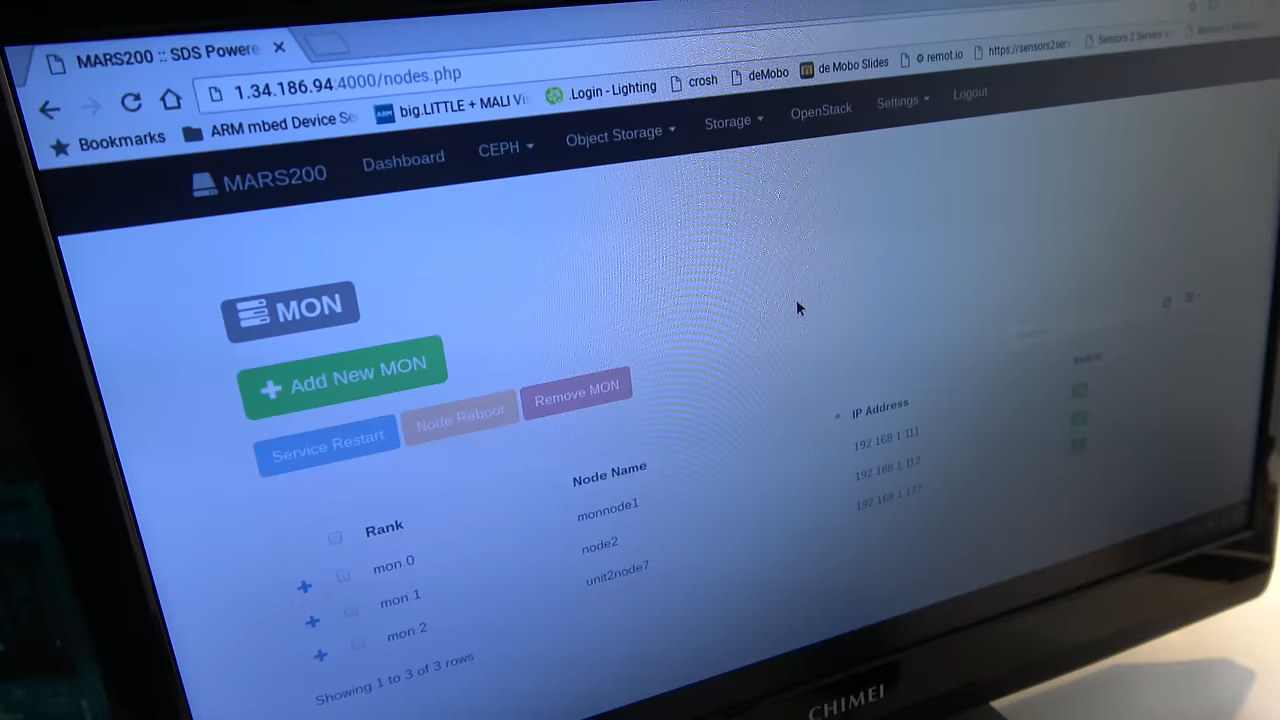 MARS200 :: SDS Powere
1.34.186.94:4000/nodes.php
Bookmarks ARM mbed Device Se big.LITTLE + MALI Vi .Login - Lighting crosh deMobo de Mobo Slides remot.io https://sensors2ser Sensors 2 Servers
MARS200 Dashboard CEPH Object Storage Storage OpenStack Settings Logout
MON
+ Add New MON
Service Restart Node Reboot Remove MON
Rank Node Name IP Address
mon.0 monnode1 192.168.1.111
mon.1 node2 192.168.1.112
mon.2 unit2node7 192.168.1.177
Showing 1 to 3 of 3 rows
CHIMEI